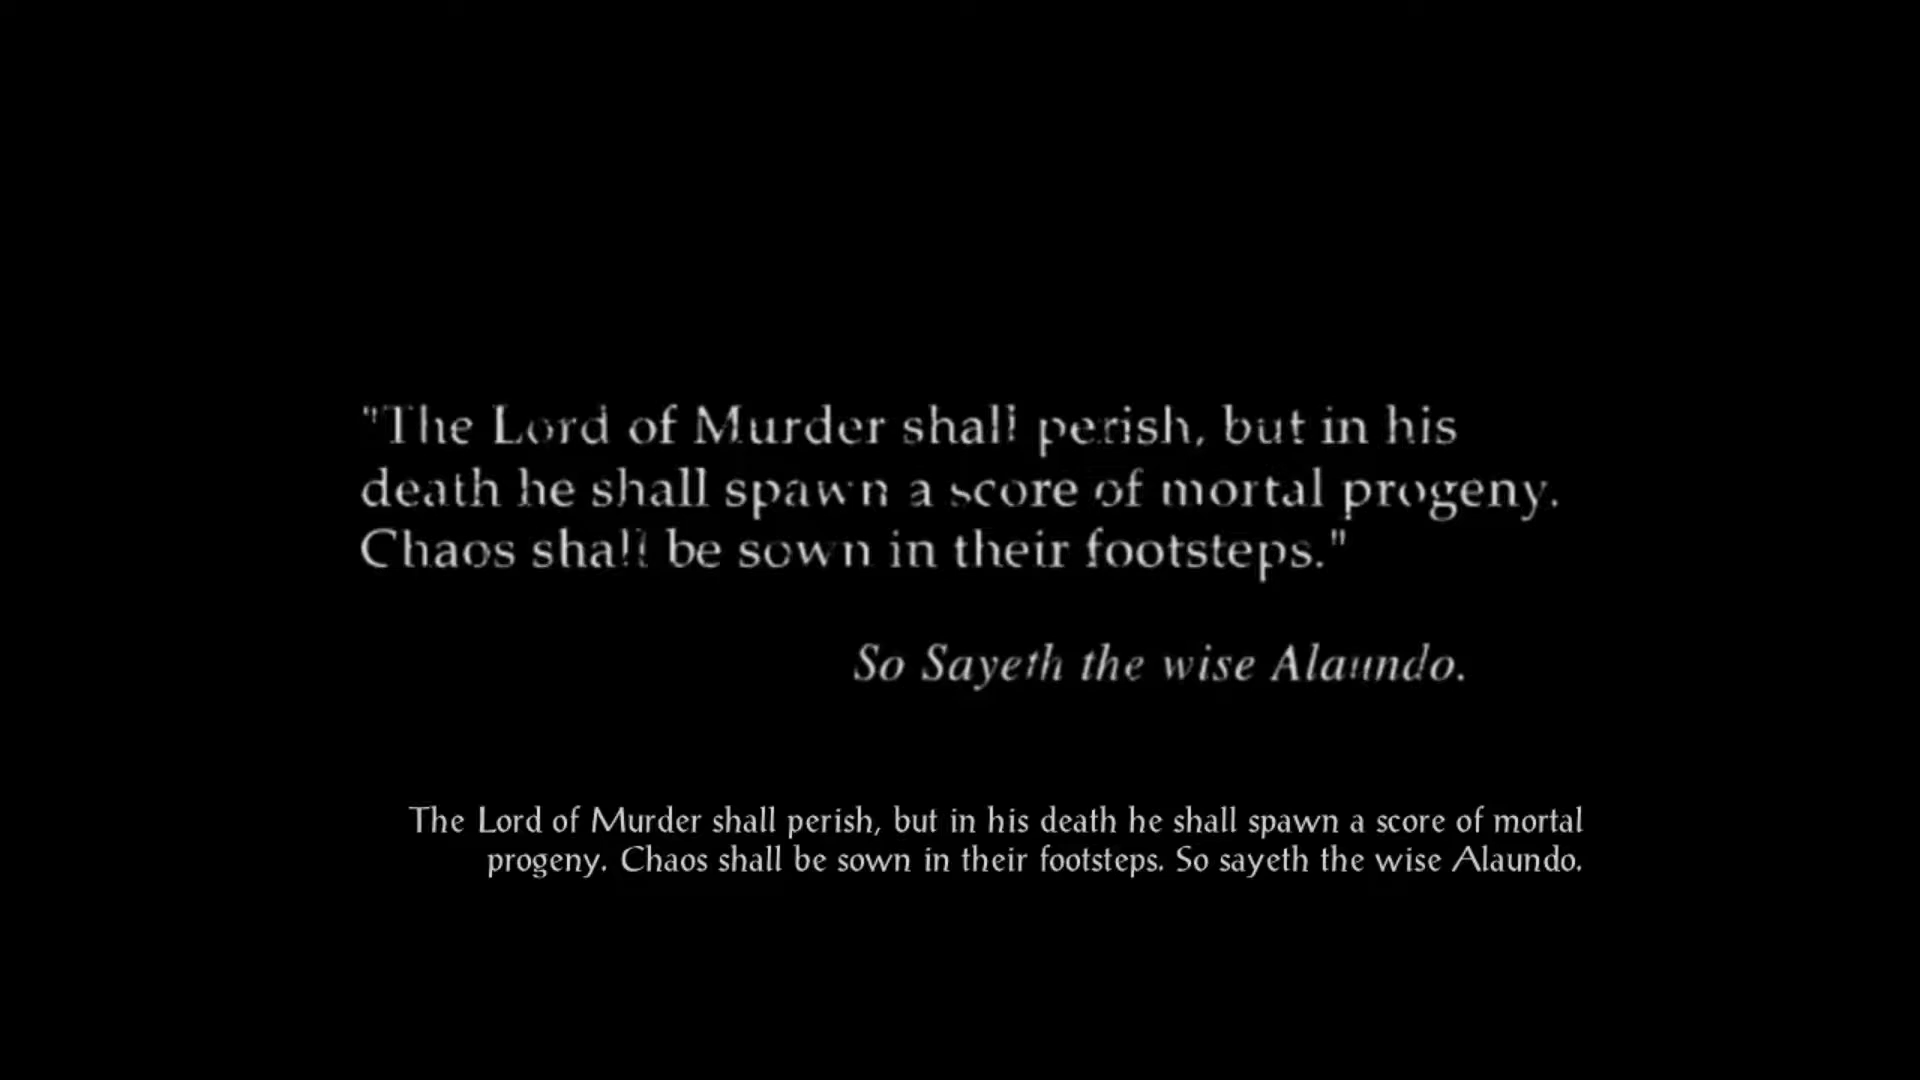 "The Lord of Murder shall perish, but in his
death he shall spawn a score of mortal progeny.
Chaos shall be sown in their footsteps."
So Sayeth the wise Alaundo.
The Lord of Murder shall perish, but in his death he shall spawn a score of mortal
progeny. Chaos shall be sown in their footsteps. So sayeth the wise Alaundo.